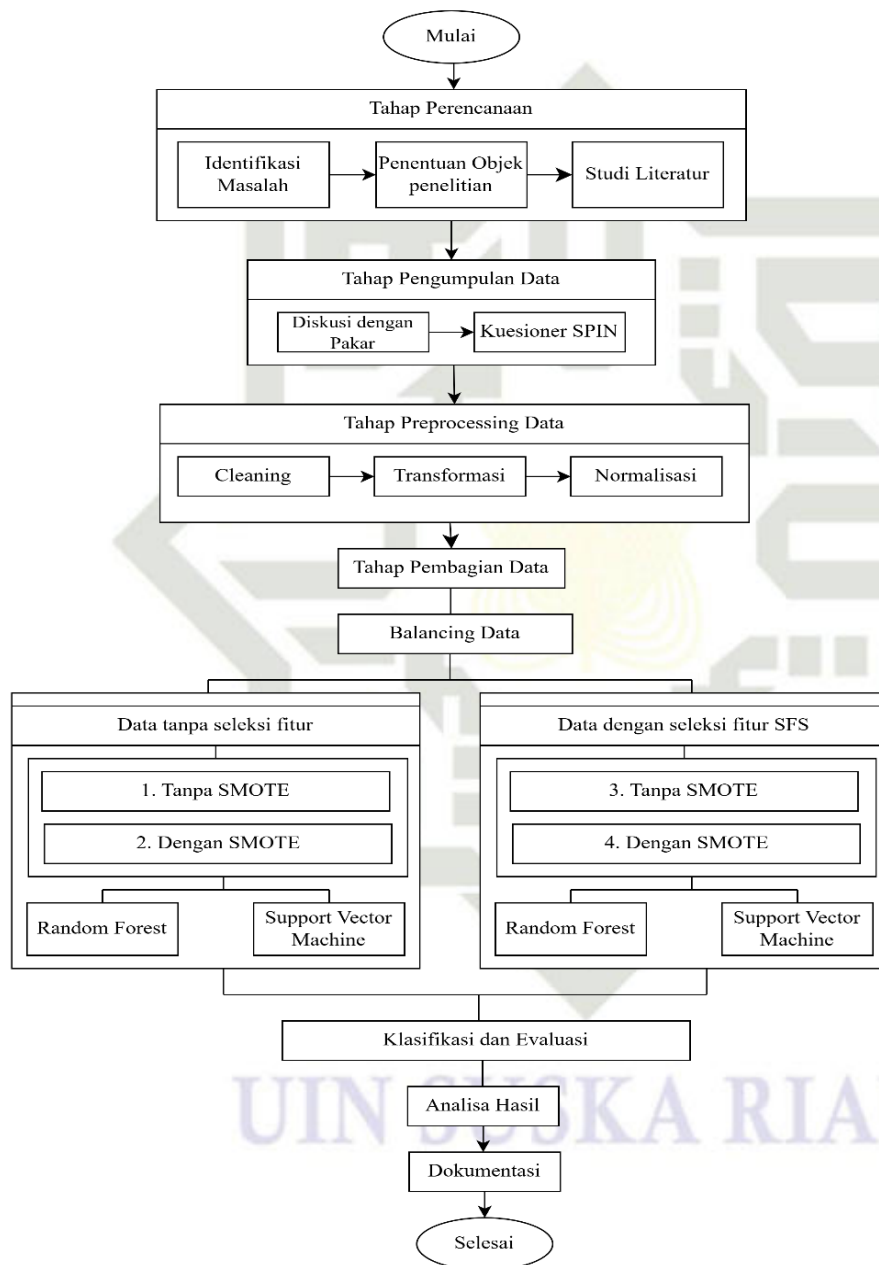 Mulai
Tahap Perencanaan
Identifikasi
Masalah
Penentuan Objek
penelitian
Studi Literatur
Tahap Pengumpulan Data
Diskusi dengan
Pakar
Kuesioner SPIN
Tahap Preprocessing Data
Cleaning
Transformasi
Normalisasi
Tahap Pembagian Data
Balancing Data
Data tanpa seleksi fitur
1. Tanpa SMOTE
2. Dengan SMOTE
Random Forest
Support Vector
Machine
Data dengan seleksi fitur SFS
3. Tanpa SMOTE
4. Dengan SMOTE
Random Forest
Support Vector
Machine
Klasifikasi dan Evaluasi
UIN SUSKA RIA
Analisa Hasil
Dokumentasi
Selesai